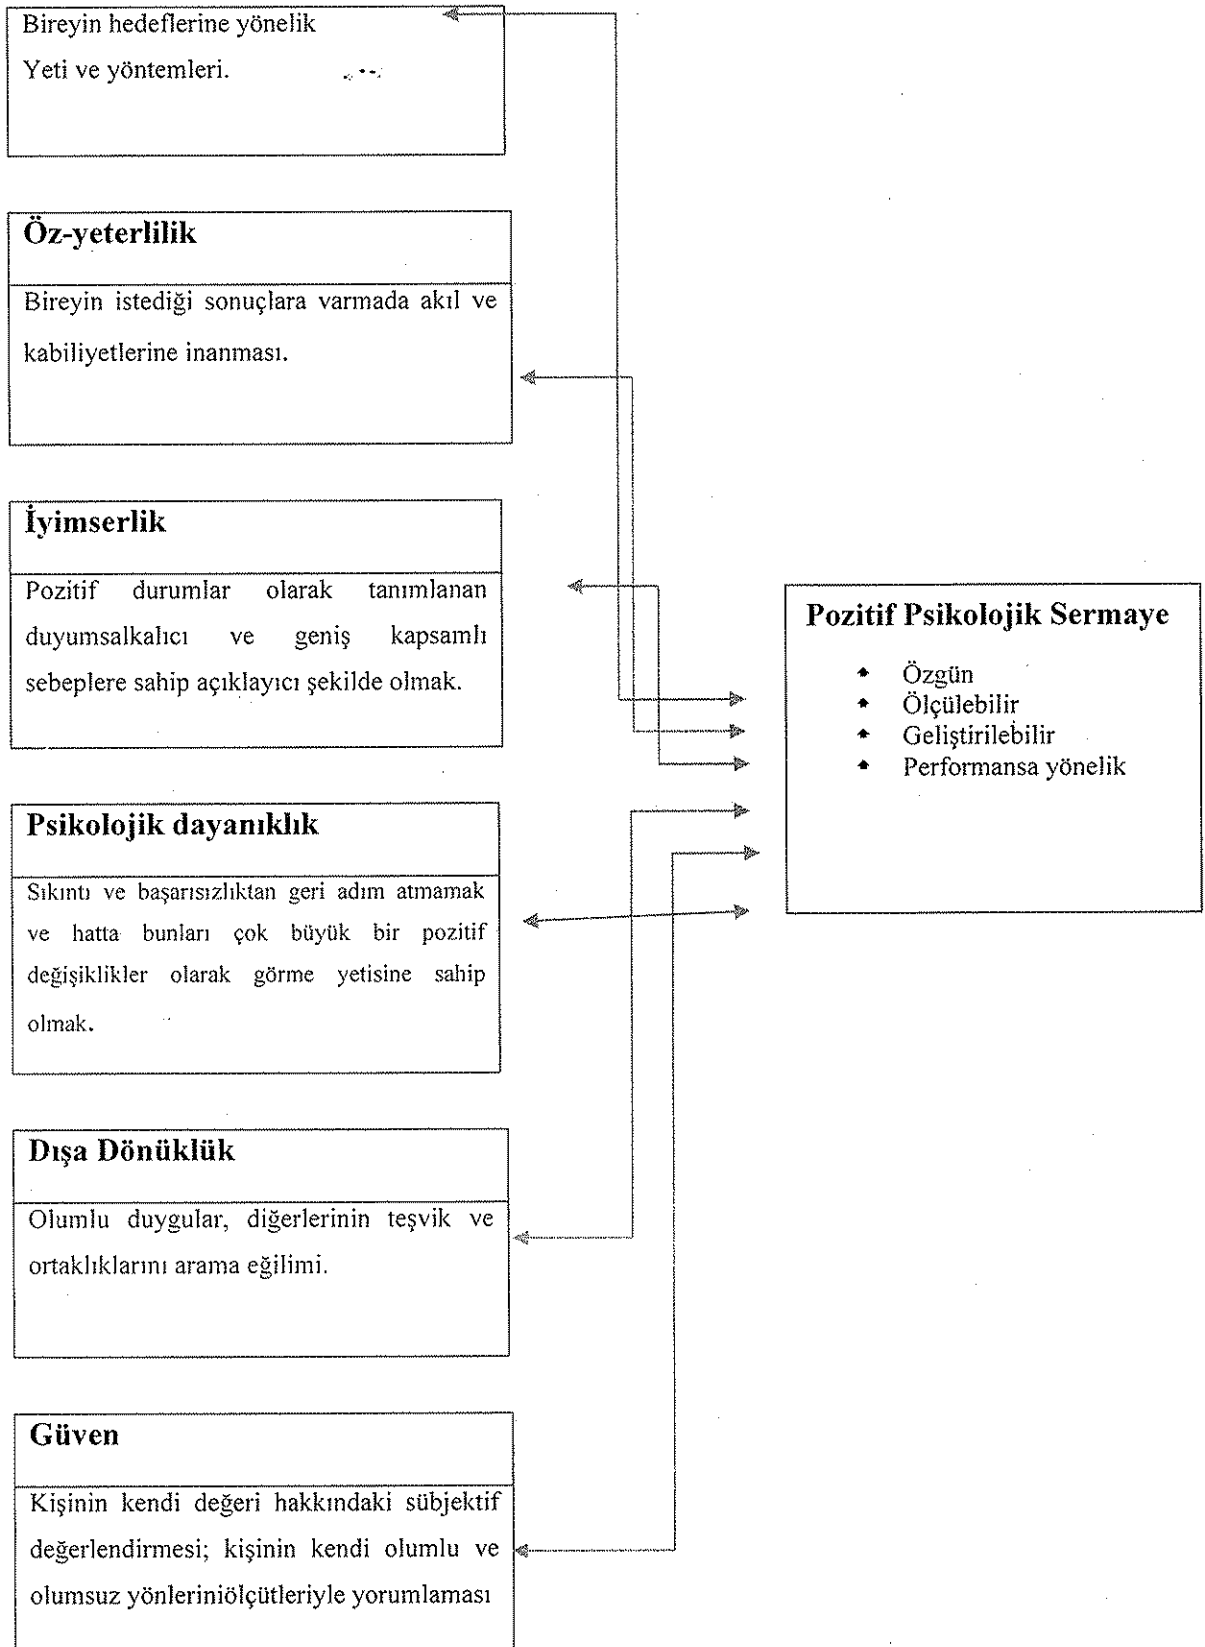 Bireyin hedeflerine yönelik
Yeti ve yöntemleri.
Öz-yeterlilik
Bireyin istediği sonuçlara varmada akıl ve
kabiliyetlerine inanması.
İyimserlik
Pozitif durumlar olarak tanımlanan
duyumsalkalıcı ve geniş kapsamlı
sebeplere sahip açıklayıcı şekilde olmak.
Psikolojik dayanıklık
Sıkıntı ve başarısızlıktan geri adım atmamak
ve hatta bunları çok büyük bir pozitif
değişiklikler olarak görme yetisine sahip
olmak.
Dışa Dönüklük
Olumlu duygular, diğerlerinin teşvik ve
ortaklıklarını arama eğilimi.
Güven
Kişinin kendi değeri hakkındaki sübjektif
değerlendirmesi; kişinin kendi olumlu ve
olumsuz yönleriniölçütleriyle yorumlaması
Pozitif Psikolojik Sermaye
Özgün
Ölçülebilir
Geliştirilebilir
Performansa yönelik